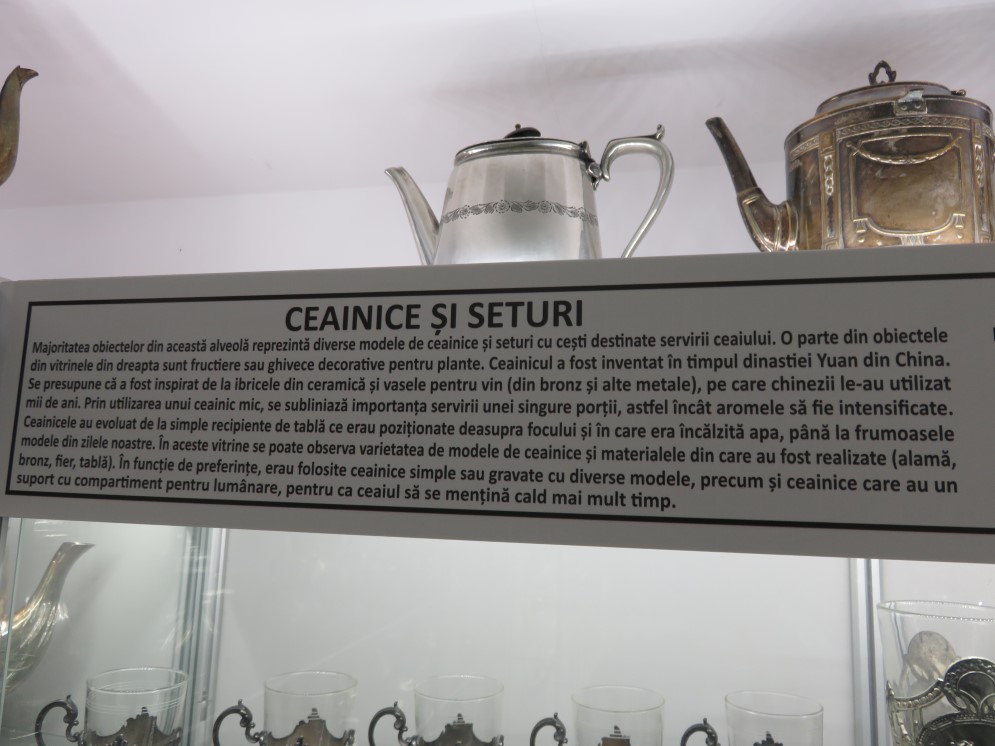 CEAINICE ȘI SETURI
Majoritatea obiectelor din această alveolă reprezintă diverse modele de ceainice și seturi cu cești destinate servirii ceaiului. O parte din obiectele
din vitrinele din dreapta sunt fructiere sau ghivece decorative pentru plante. Ceainicul a fost inventat în timpul dinastiei Yuan din China.
Se presupune că a fost inspirat de la ibricele din ceramică și vasele pentru vin (din bronz și alte metale), pe care chinezii le-au utilizat
mii de ani. Prin utilizarea unui ceainic mic, se subliniază importanța servirii unei singure porții, astfel încât aromele să fie intensificate.
Ceainicele au evoluat de la simple recipiente de tablă ce erau poziționate deasupra focului și în care era încălzită apa, până la frumoasele
modele din zilele noastre. În aceste vitrine se poate observa varietatea de modele de ceainice și materialele din care au fost realizate (alamă,
bronz, fier, tablă). În funcție de preferințe, erau folosite ceainice simple sau gravate cu diverse modele, precum și ceainice care au un
suport cu compartiment pentru lumânare, pentru ca ceaiul să se mențină cald mai mult timp.